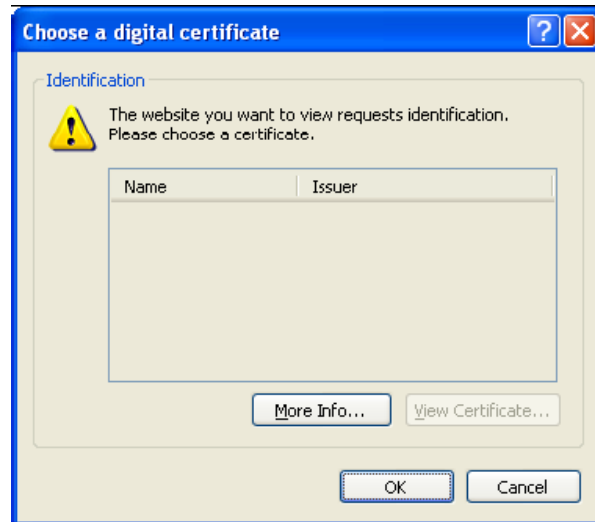 Choose a digital certificate
Identification
The website you want to view requests identification.
Please choose a certificate.
Name Issuer
More Info... View Certificate...
OK Cancel